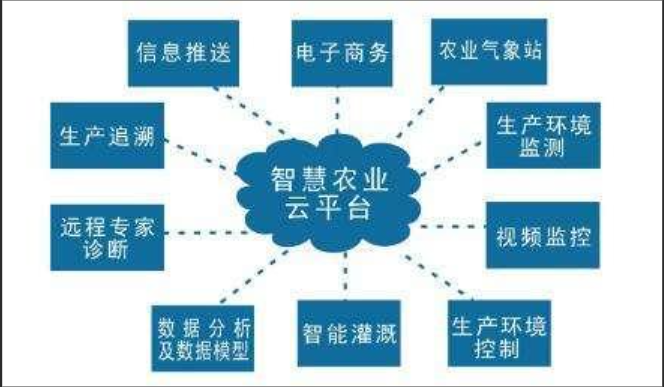 信息推送
电子商务
农业气象站
生产追溯
生产环境
监测
智慧农业
云平台
远程专家
诊断
视频监控
数据分析
及数据模型
智能灌溉
生产环境
控制